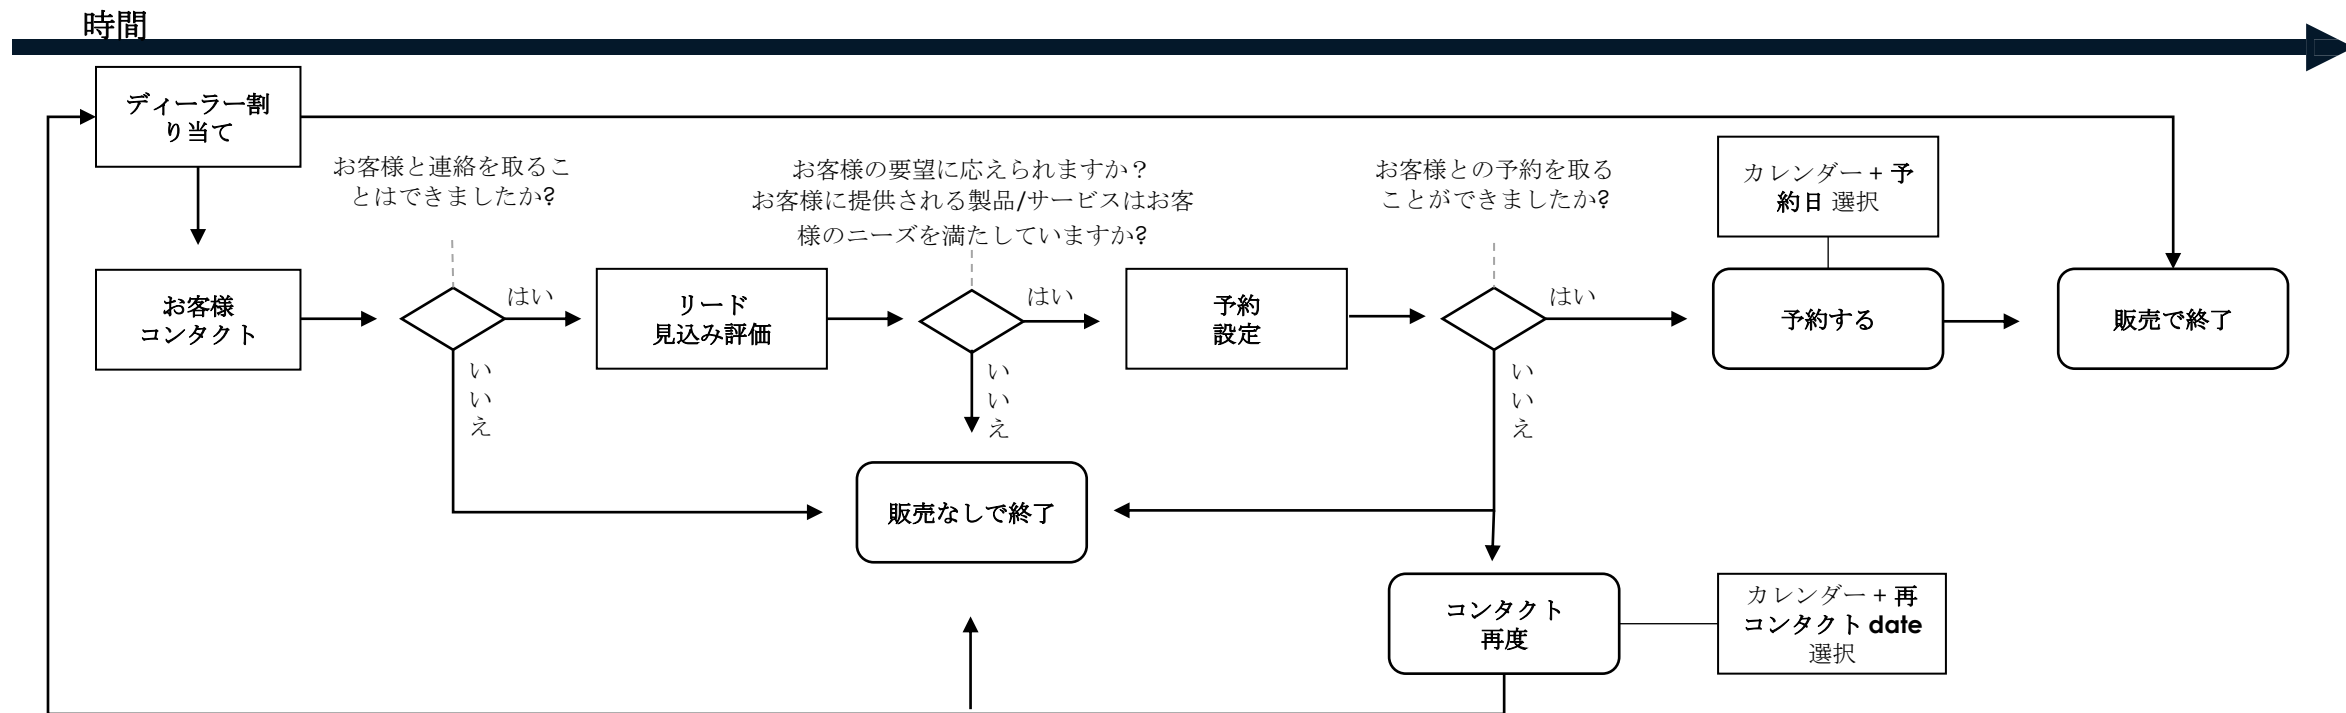 時間
ディーラー割
り当て
お客様と連絡を取るこ
とはできましたか?
お客様の要望に応えられますか？
お客様に提供される製品/サービスはお客
様のニーズを満たしていますか?
お客様との予約を取る
ことができましたか?
カレンダー + 予
約日 選択
お客様
コンタクト
はい
リード
見込み評価
はい
予約
設定
はい
予約する
販売で終了
いいえ
いいえ
いいえ
販売なしで終了
コンタクト
再度
カレンダー + 再
コンタクト date
選択